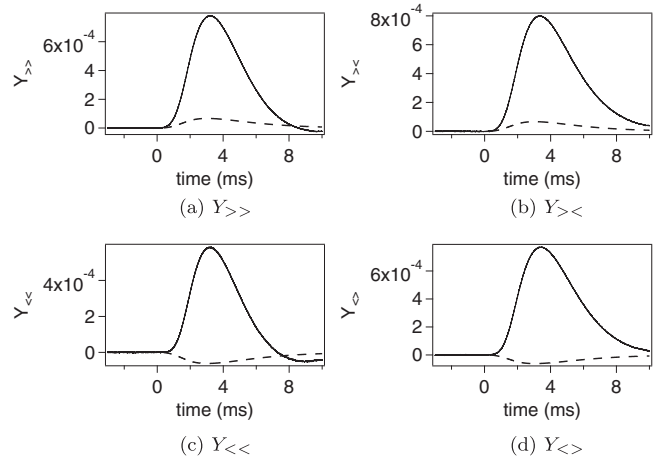 6x10⁻⁴
4
2
0
Y>>
0 4 8
time (ms)
(a) Y>>
8x10⁻⁴
6
4
2
0
Y><
0 4 8
time (ms)
(b) Y><
4x10⁻⁴
2
0
Y<<
0 4 8
time (ms)
(c) Y<<
6x10⁻⁴
4
2
0
Y<>
0 4 8
time (ms)
(d) Y<>